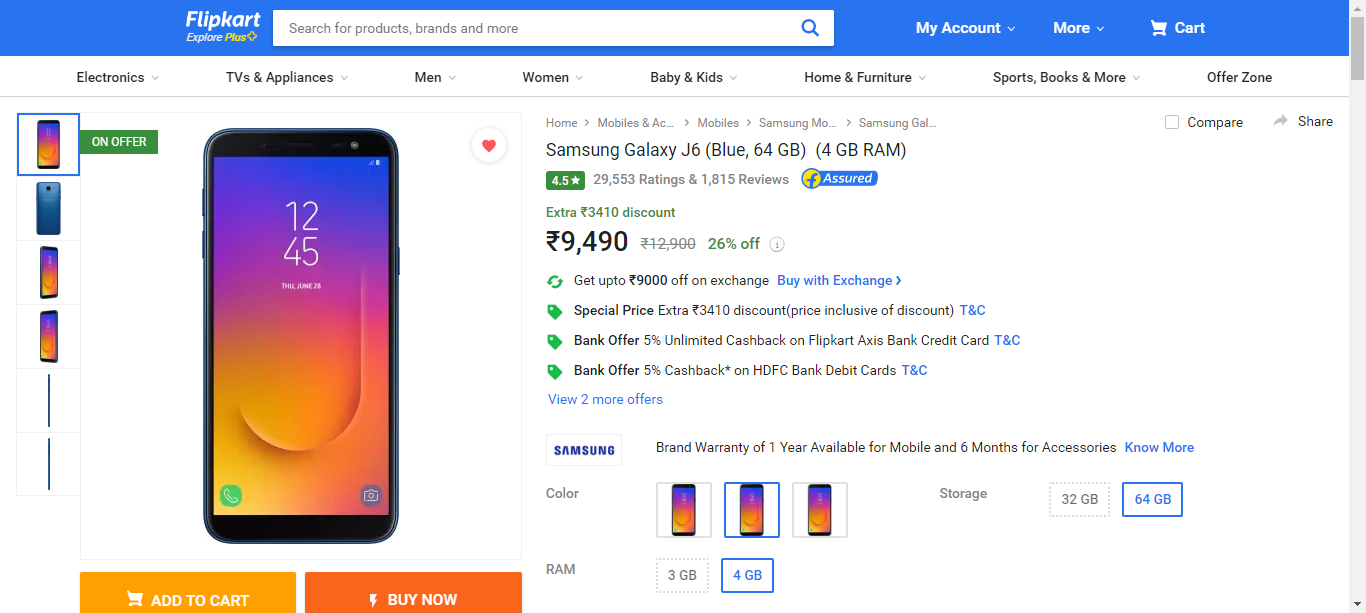 Flipkart
Explore Plus
Search for products, brands and more
My Account
More
Cart
Electronics
TVs & Appliances
Men
Women
Baby & Kids
Home & Furniture
Sports, Books & More
Offer Zone
ON OFFER
12
45
THU, JUNE 28
ADD TO CART
BUY NOW
Home > Mobiles & Ac... > Mobiles > Samsung Mo... > Samsung Gal...
Compare
Share
Samsung Galaxy J6 (Blue, 64 GB) (4 GB RAM)
4.5★ 29,553 Ratings & 1,815 Reviews f Assured
Extra ₹3410 discount
₹9,490 ₹12,900 26% off i
Get upto ₹9000 off on exchange Buy with Exchange >
Special Price Extra ₹3410 discount(price inclusive of discount) T&C
Bank Offer 5% Unlimited Cashback on Flipkart Axis Bank Credit Card T&C
Bank Offer 5% Cashback* on HDFC Bank Debit Cards T&C
View 2 more offers
SAMSUNG Brand Warranty of 1 Year Available for Mobile and 6 Months for Accessories Know More
Color
Storage 32 GB 64 GB
RAM 3 GB 4 GB